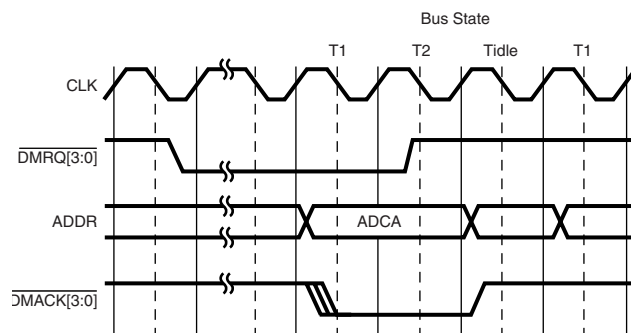 Bus State
T1 T2 Tidle T1
CLK
DMRQ[3:0]
ADDR
ADCA
DMACK[3:0]